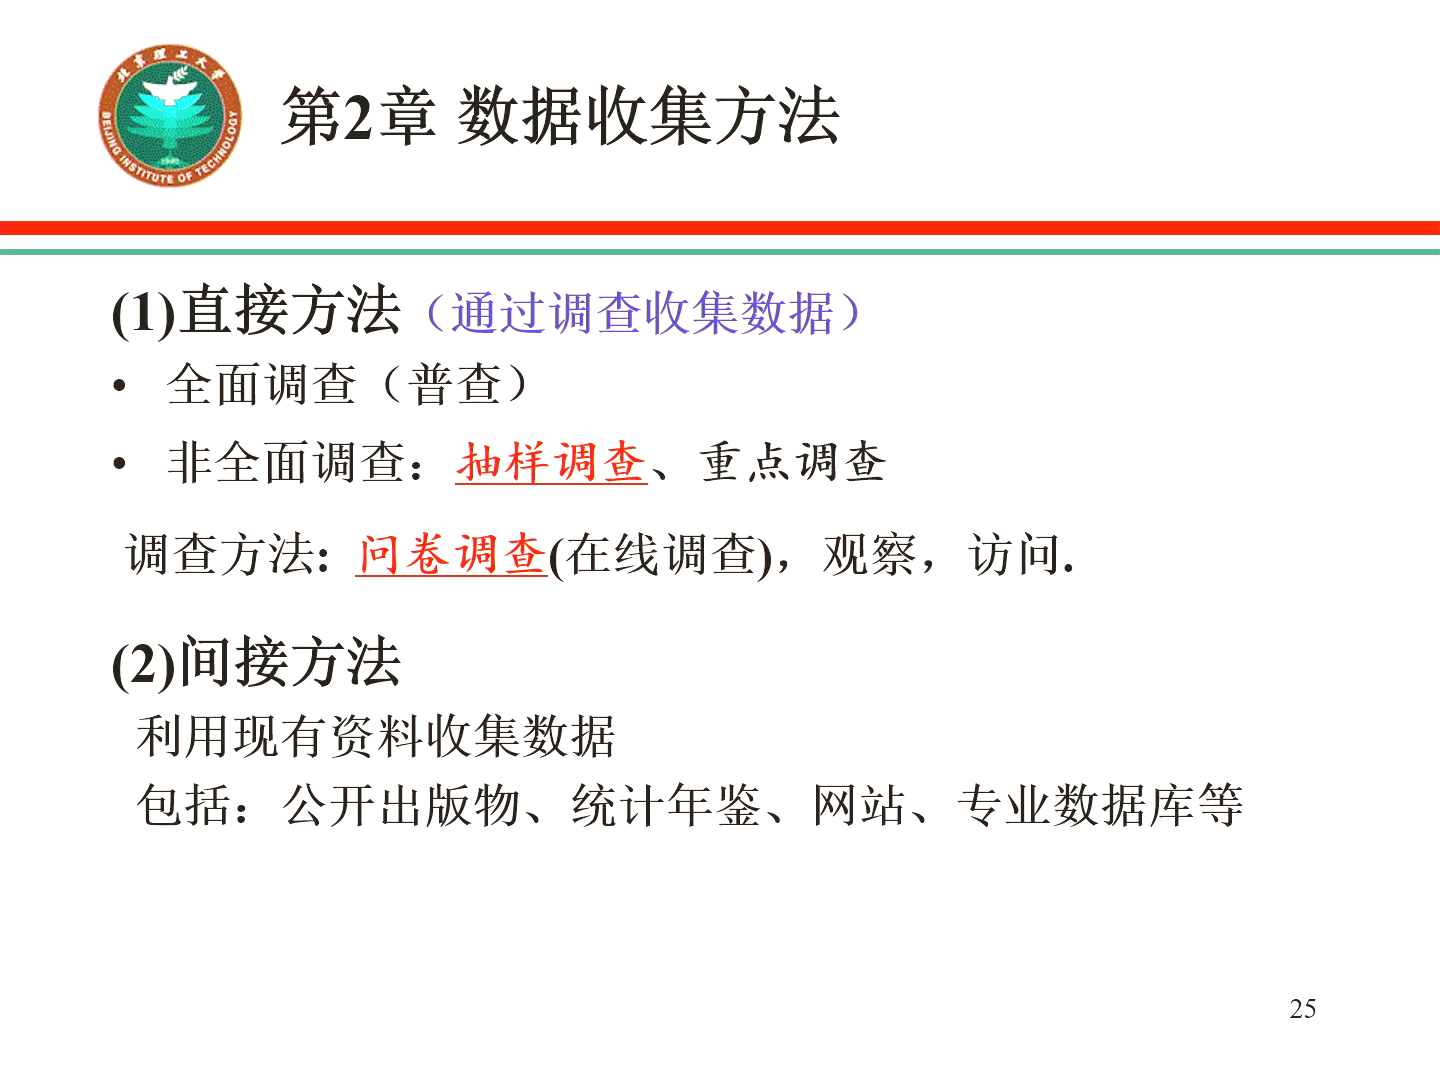 北京理工大学
BEIJING INSTITUTE OF TECHNOLOGY
1940
第2章 数据收集方法
(1)直接方法（通过调查收集数据）
• 全面调查（普查）
• 非全面调查：抽样调查、重点调查
调查方法: 问卷调查(在线调查)，观察，访问.
(2)间接方法
利用现有资料收集数据
包括：公开出版物、统计年鉴、网站、专业数据库等
25